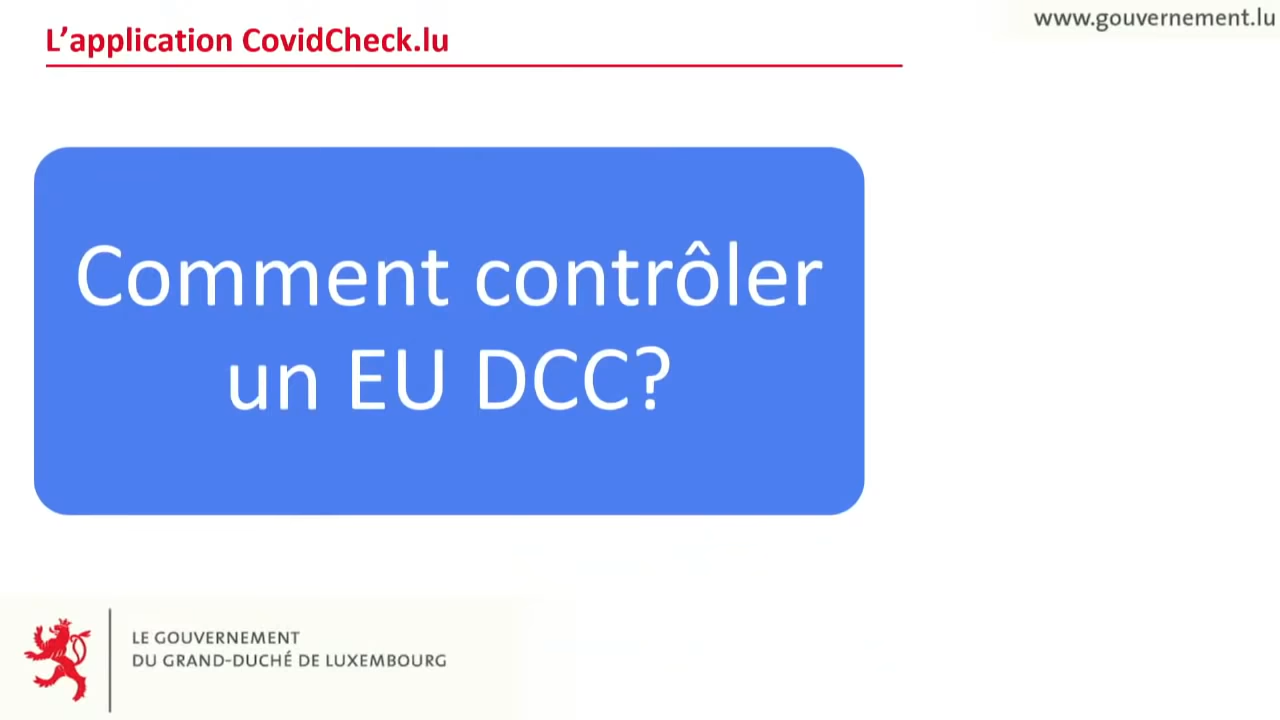 L’application CovidCheck.lu
www.gouvernement.lu
Comment contrôler
un EU DCC?
LE GOUVERNEMENT
DU GRAND-DUCHÉ DE LUXEMBOURG